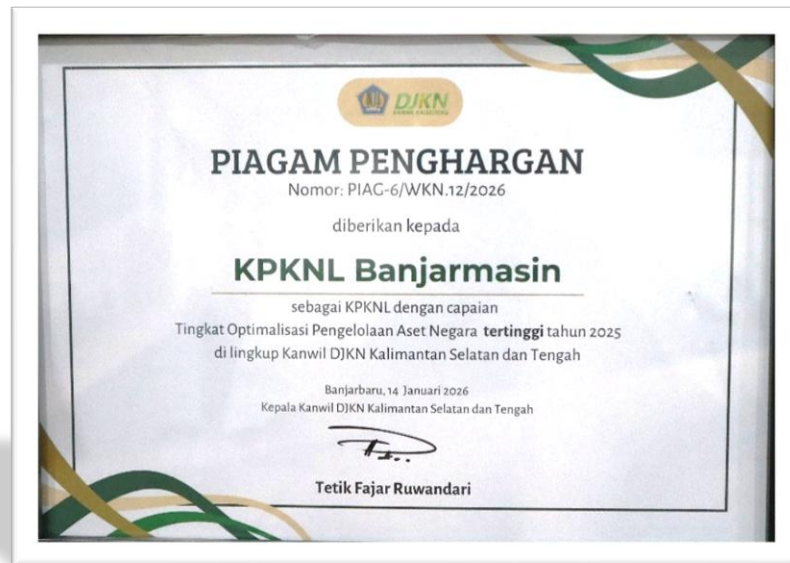 DJKN
PIAGAM PENGHARGAN
Nomor: PIAG-6/WKN.12/2026
diberikan kepada
KPKNL Banjarmasin
sebagai KPKNL dengan capaian
Tingkat Optimalisasi Pengelolaan Aset Negara tertinggi tahun 2025
di lingkup Kanwil DJKN Kalimantan Selatan dan Tengah
Banjarbaru, 14 Januari 2026
Kepala Kanwil DJKN Kalimantan Selatan dan Tengah
Tetik Fajar Ruwandari